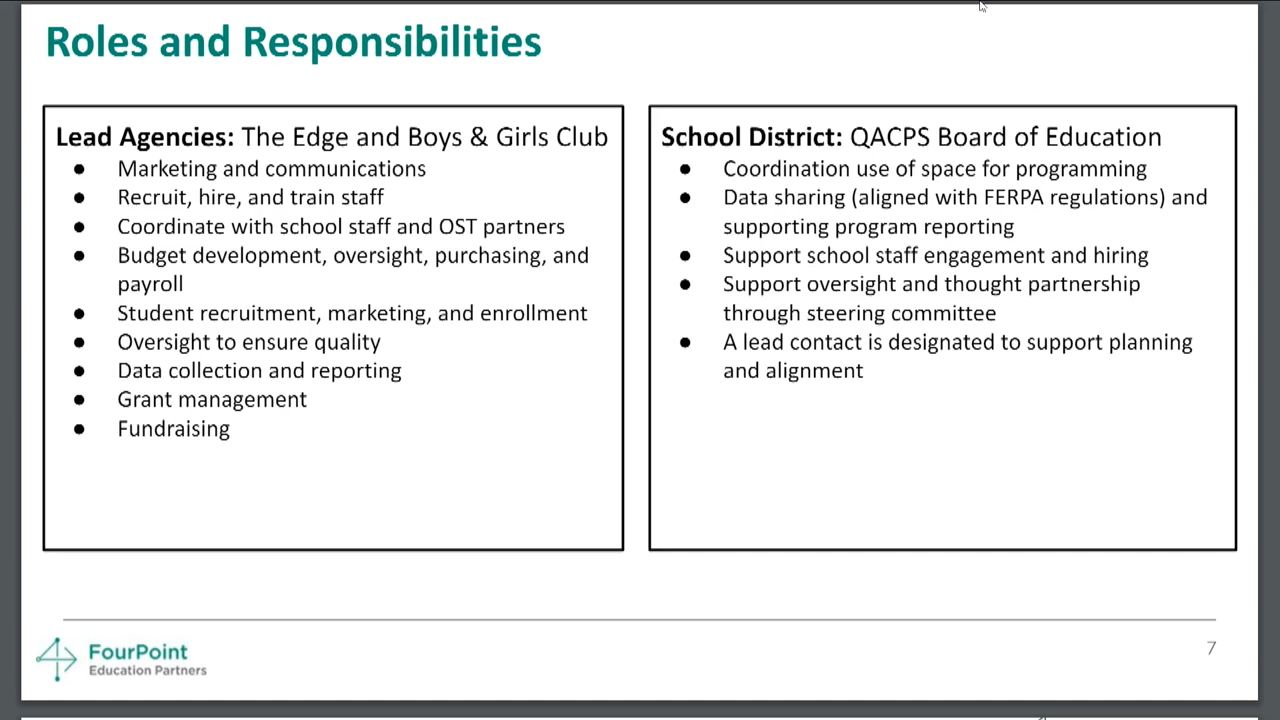 Roles and Responsibilities
Lead Agencies: The Edge and Boys & Girls Club
● Marketing and communications
● Recruit, hire, and train staff
● Coordinate with school staff and OST partners
● Budget development, oversight, purchasing, and
payroll
● Student recruitment, marketing, and enrollment
● Oversight to ensure quality
● Data collection and reporting
● Grant management
● Fundraising
School District: QACPS Board of Education
● Coordination use of space for programming
● Data sharing (aligned with FERPA regulations) and
supporting program reporting
● Support school staff engagement and hiring
● Support oversight and thought partnership
through steering committee
● A lead contact is designated to support planning
and alignment
FourPoint
Education Partners
7